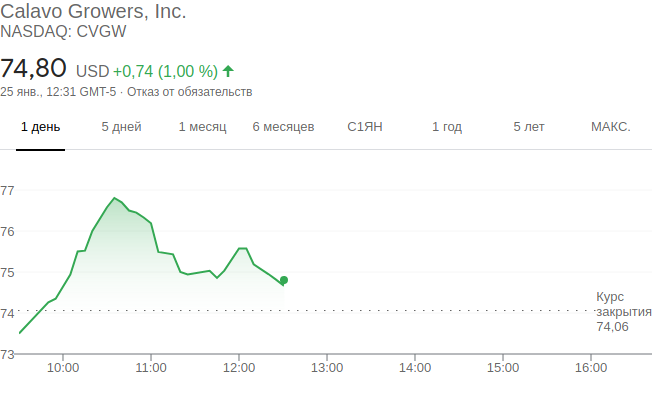 Calavo Growers, Inc.
NASDAQ: CVGW
74,80 USD +0,74 (1,00 %)
25 янв., 12:31 GMT-5 · Отказ от обязательств
1 день 5 дней 1 месяц 6 месяцев С1ЯН 1 год 5 лет МАКС.
77
76
75
74
Курс
закрытия
74,06
73
10:00 11:00 12:00 13:00 14:00 15:00 16:00